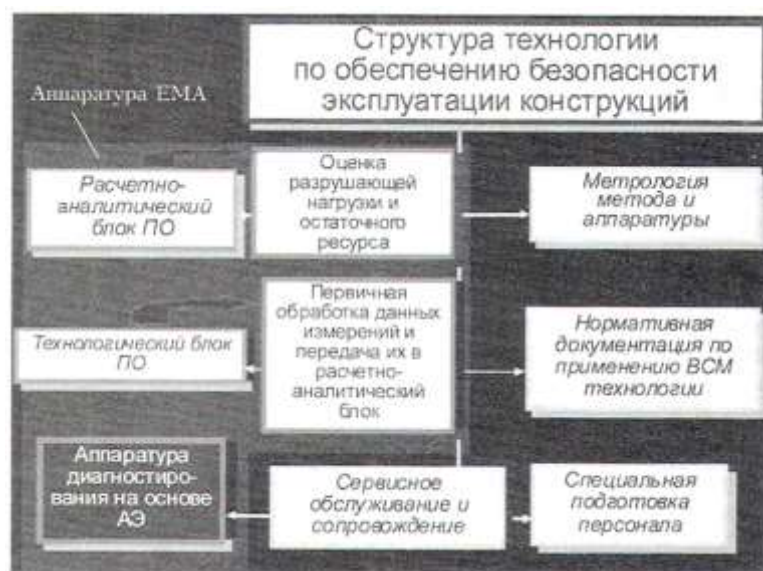 Структура технологии
по обеспечению безопасности
эксплуатации конструкций
Аппаратура ЕМА
Расчетно-
аналитический
блок ПО
Оценка
разрушающей
нагрузки и
остаточного
ресурса
Метрология
метода и
аппаратуры
Технологический блок
ПО
Первичная
обработка данных
измерений и
передача их в
расчетно-
аналитический
блок
Нормативная
документация по
применению ВСМ
технологии
Аппаратура
диагностиро-
вания на основе
АЭ
Сервисное
обслуживание и
сопровождение
Специальная
подготовка
персонала